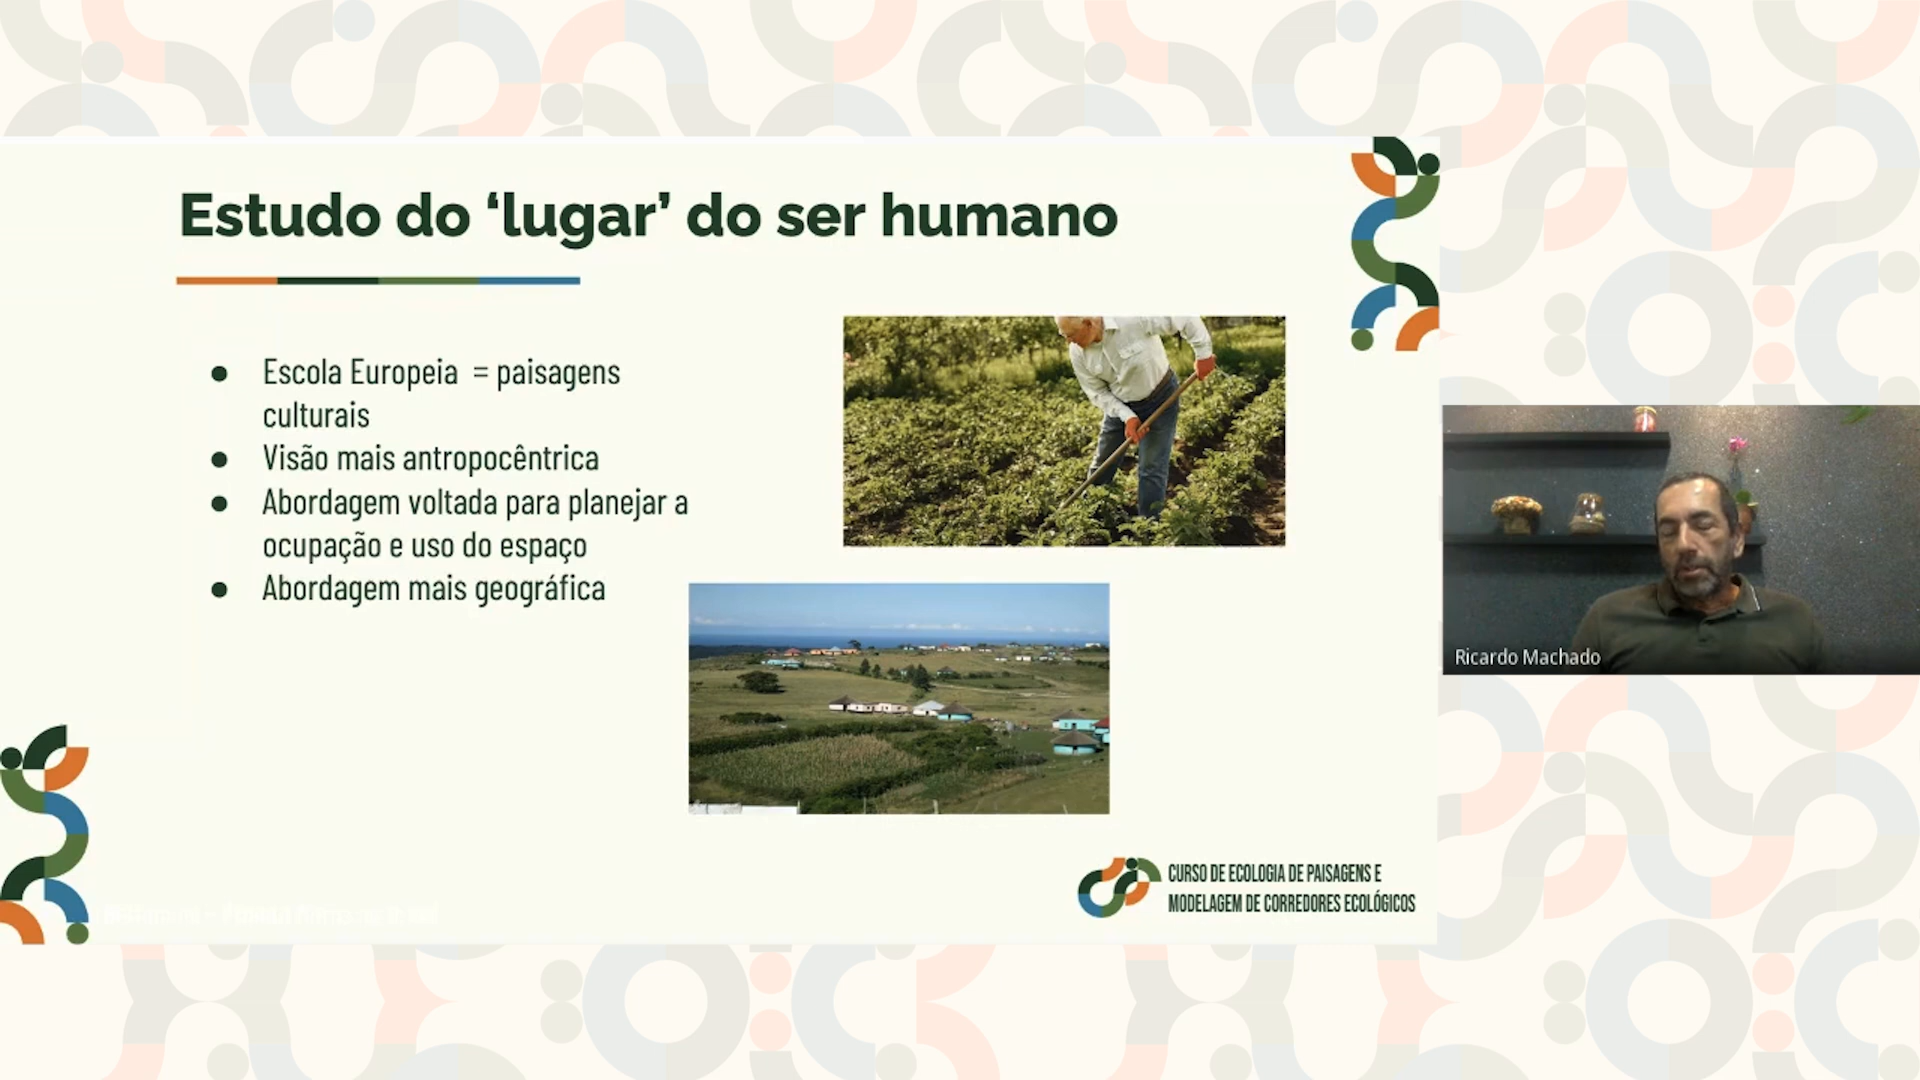 Estudo do ‘lugar’ do ser humano
● Escola Europeia = paisagens
culturais
● Visão mais antropocêntrica
● Abordagem voltada para planejar a
ocupação e uso do espaço
● Abordagem mais geográfica
Ricardo Machado
CURSO DE ECOLOGIA DE PAISAGENS E
MODELAGEM DE CORREDORES ECOLÓGICOS